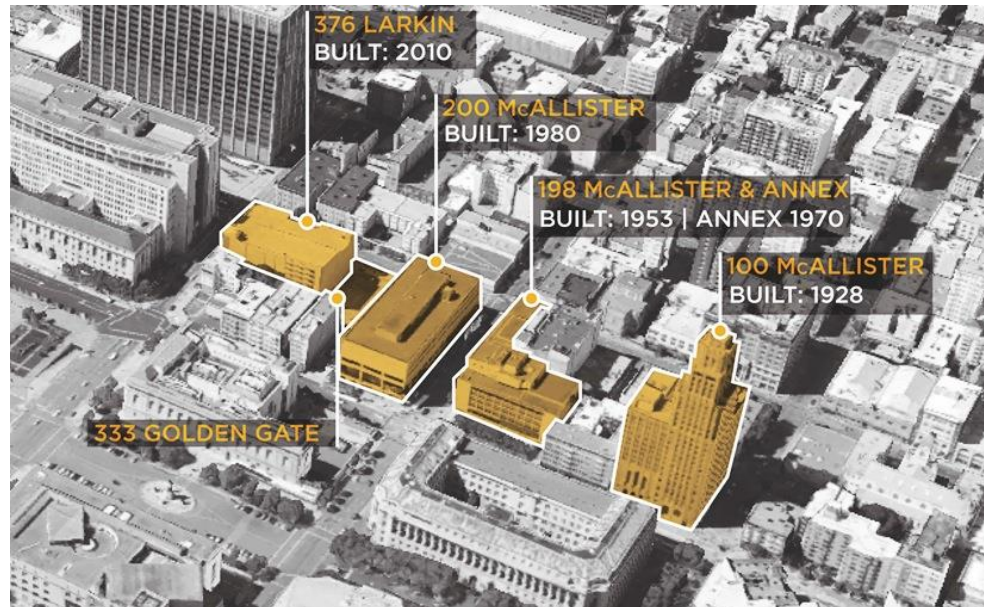 376 LARKIN
BUILT: 2010
200 McALLISTER
BUILT: 1980
198 McALLISTER & ANNEX
BUILT: 1953 | ANNEX 1970
100 McALLISTER
BUILT: 1928
333 GOLDEN GATE